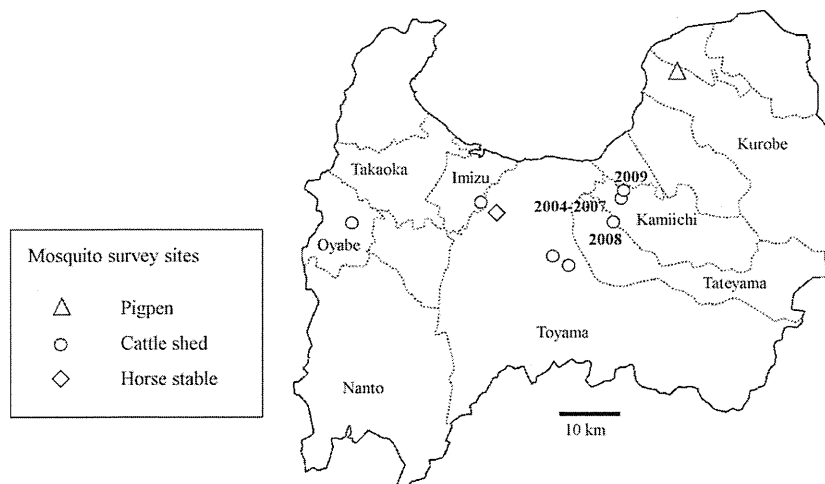 Kurobe
Takaoka
Imizu
2009
2004-2007
Kamiichi
Oyabe
2008
Mosquito survey sites
Tateyama
Pigpen
Cattle shed
Toyama
Horse stable
Nanto
10 km